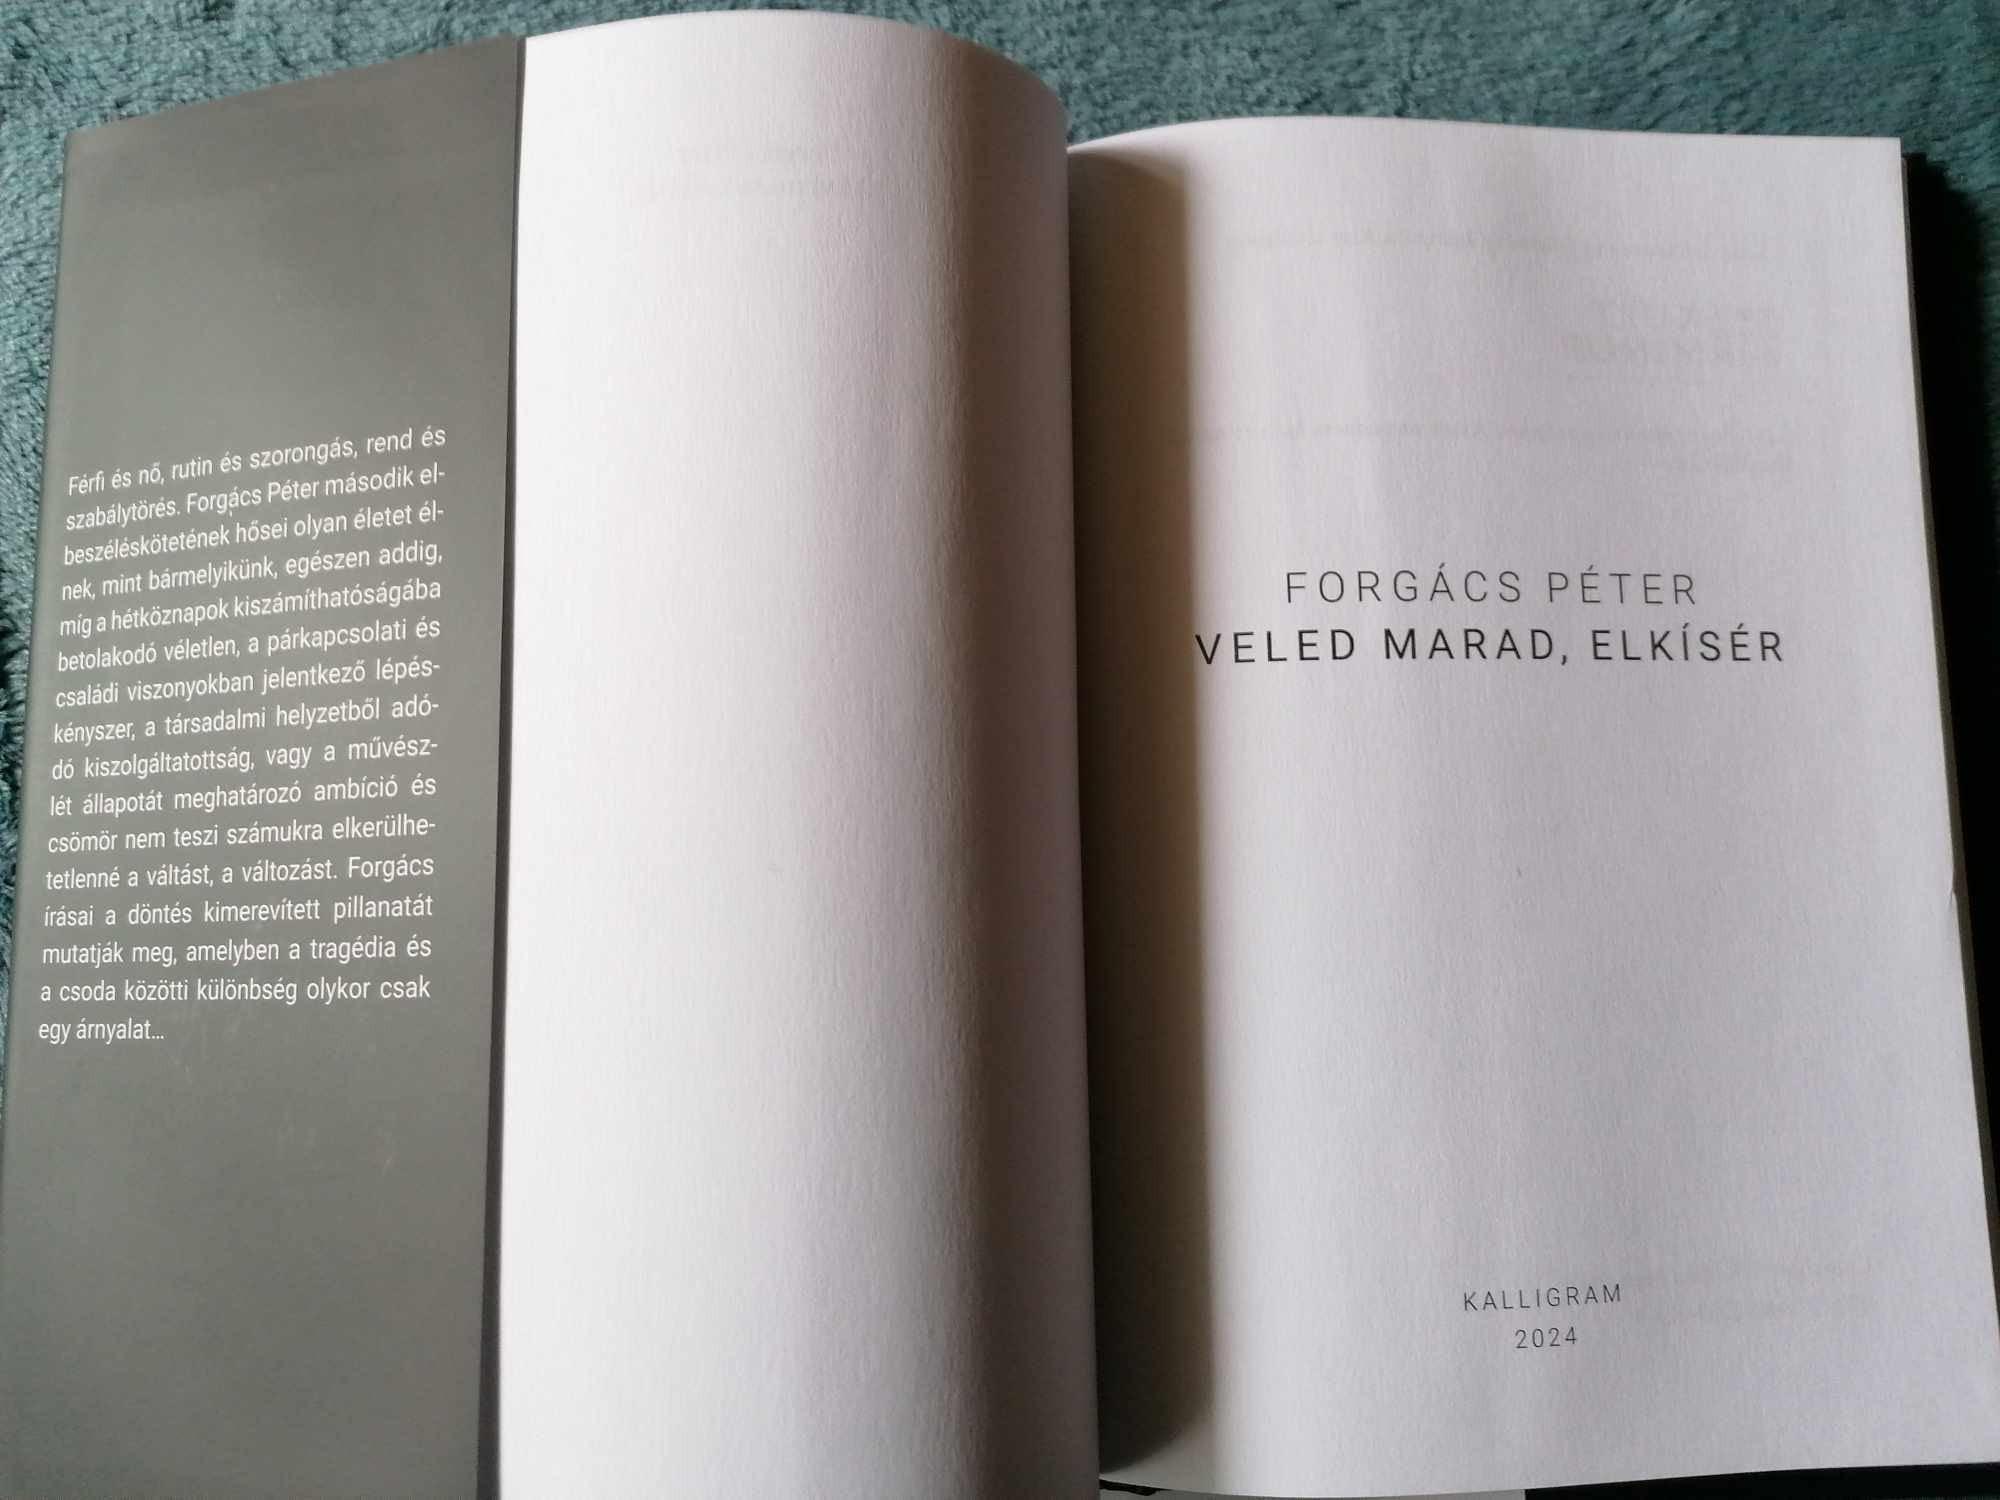 Férfi és nő, rutin és szorongás, rend és
szabálytörés. Forgács Péter második el-
beszéléskötetének hősei olyan életet él-
nek, mint bármelyikünk, egészen addig,
míg a hétköznapok kiszámíthatóságába
betolakodó véletlen, a párkapcsolati és
családi viszonyokban jelentkező lépés-
kényszer, a társadalmi helyzetből adó-
dó kiszolgáltatottság, vagy a művész-
lét állapotát meghatározó ambíció és
csömör nem teszi számukra elkerülhe-
tetlenné a váltást, a változást. Forgács
írásai a döntés kimerevített pillanatát
mutatják meg, amelyben a tragédia és
a csoda közötti különbség olykor csak
egy árnyalat...
FORGÁCS PÉTER
VELED MARAD, ELKÍSÉR
KALLIGRAM
2024